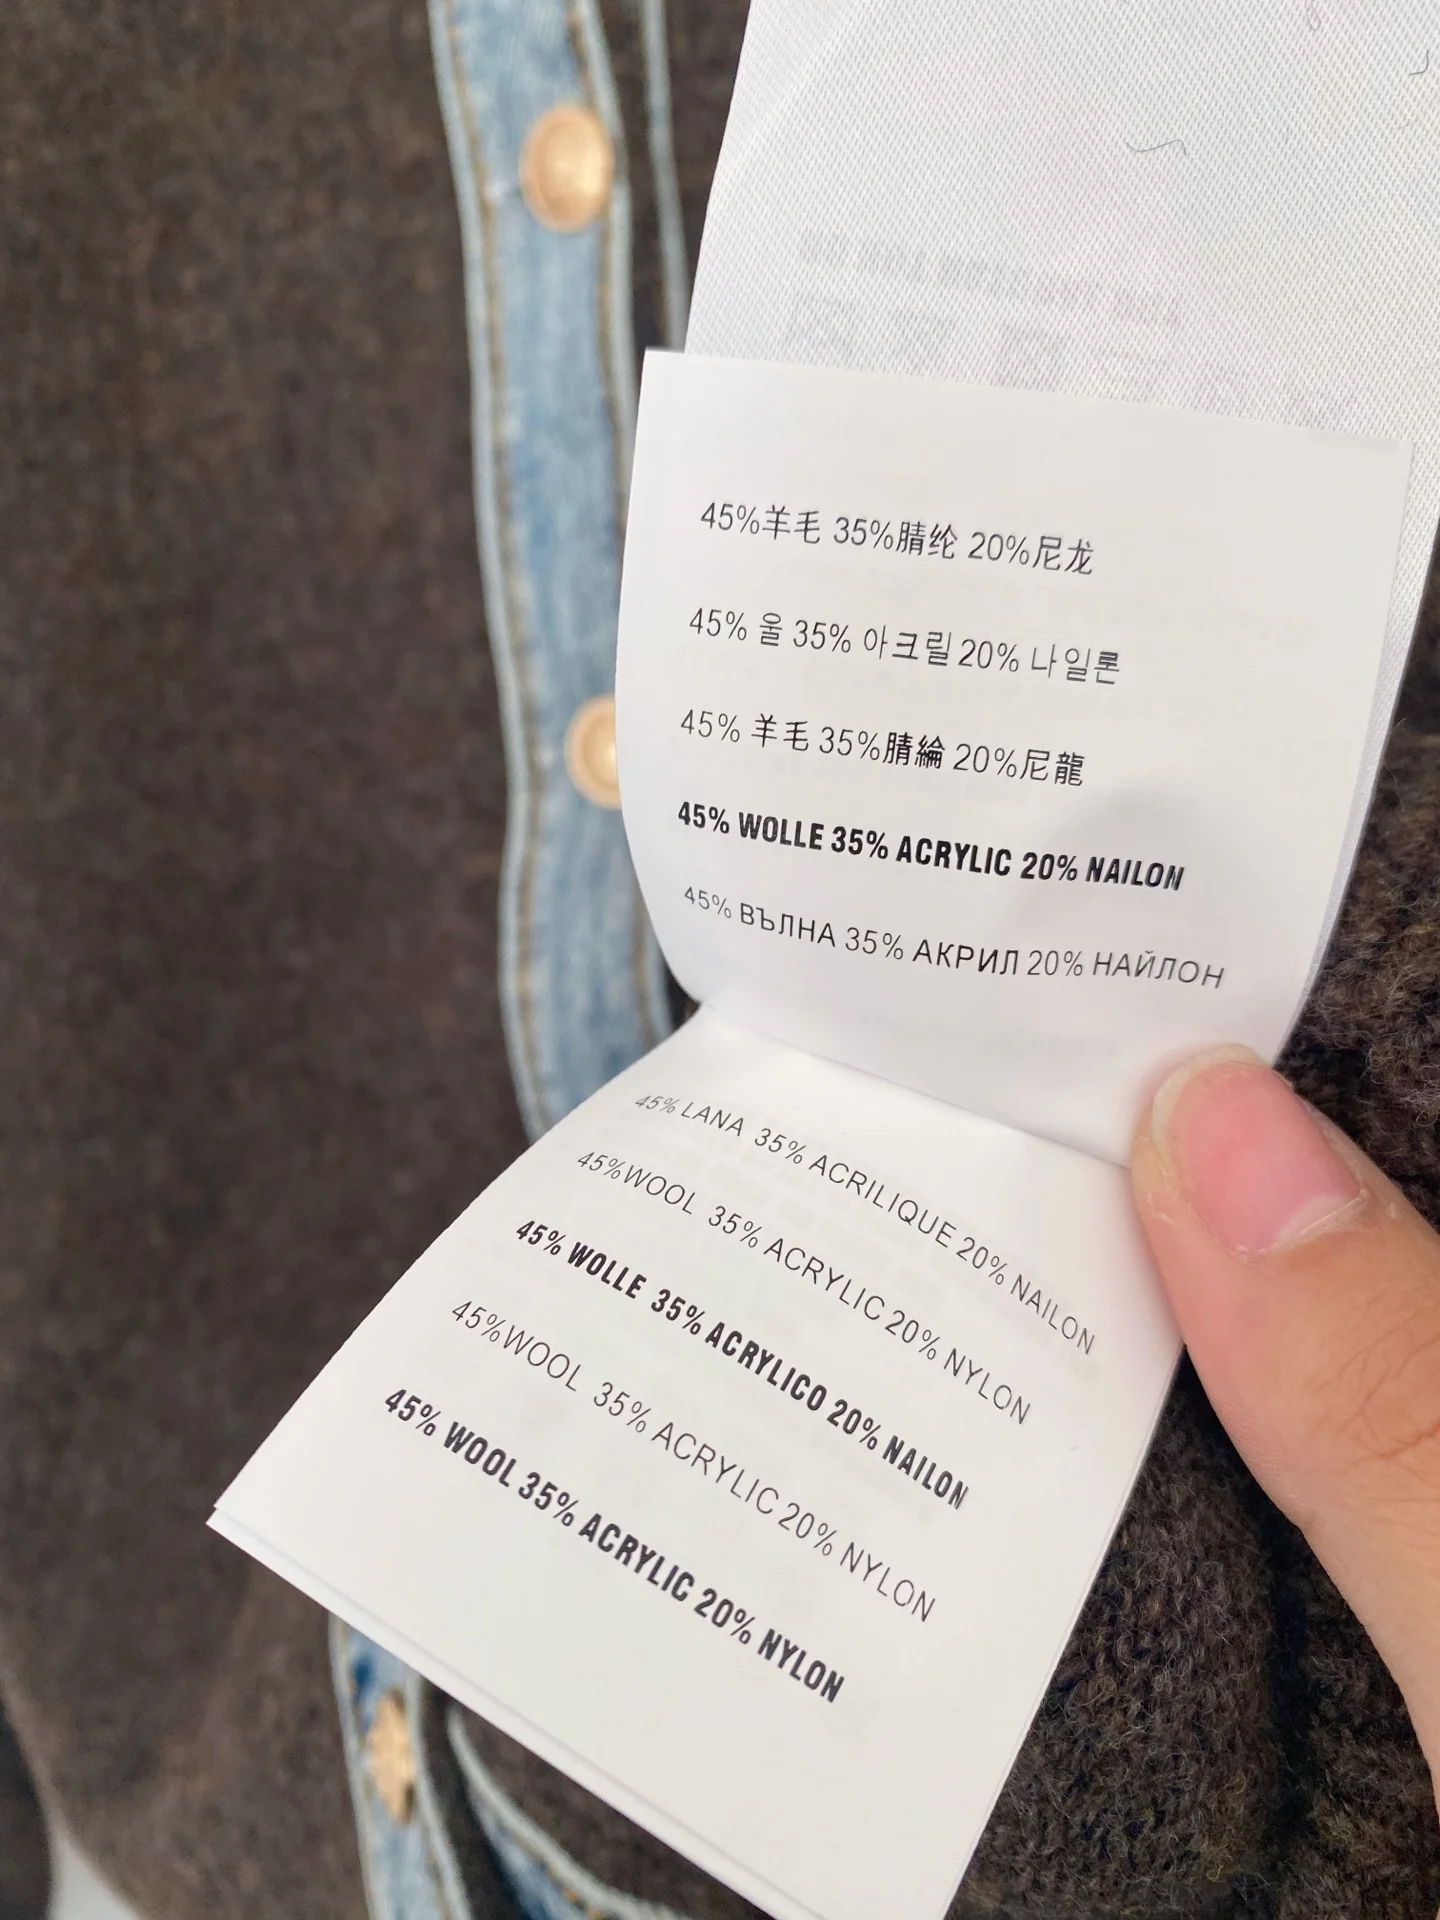 45%羊毛 35%腈纶 20%尼龙
45% 울 35% 아크릴 20% 나일론
45% 羊毛 35%腈綸 20%尼龍
45% WOLLE 35% ACRYLIC 20% NAILON
45% ВЪЛНА 35% АКРИЛ 20% НАЙЛОН
45% LANA 35% ACRILIQUE 20% NAILON
45%WOOL 35% ACRYLIC 20% NYLON
45% WOLLE 35% ACRYLICO 20% NAILON
45%WOOL 35% ACRYLIC 20% NYLON
45% WOOL 35% ACRYLIC 20% NYLON